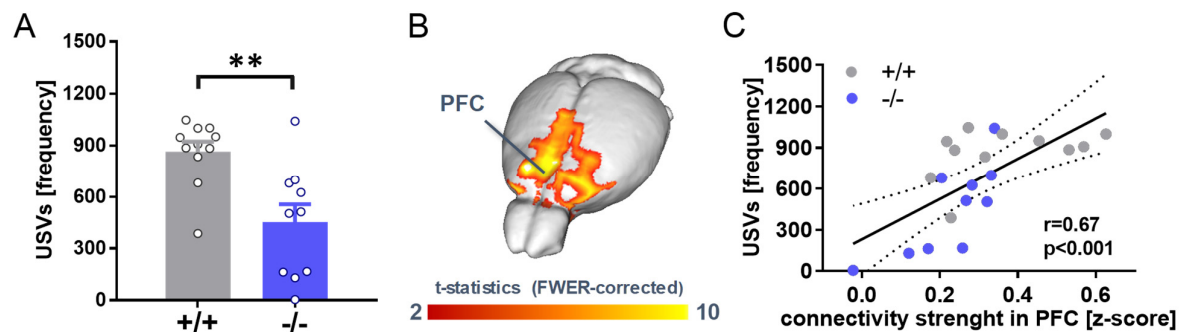 A
USVs [frequency]
1500
1200
900
600
300
0
**
+/+
-/-
B
PFC
t-statistics (FWER-corrected)
2
10
C
USVs [frequency]
1500
1200
900
600
300
0
+/+
-/-
r=0.67
p<0.001
0.0 0.2 0.4 0.6
connectivity strenght in PFC [z-score]